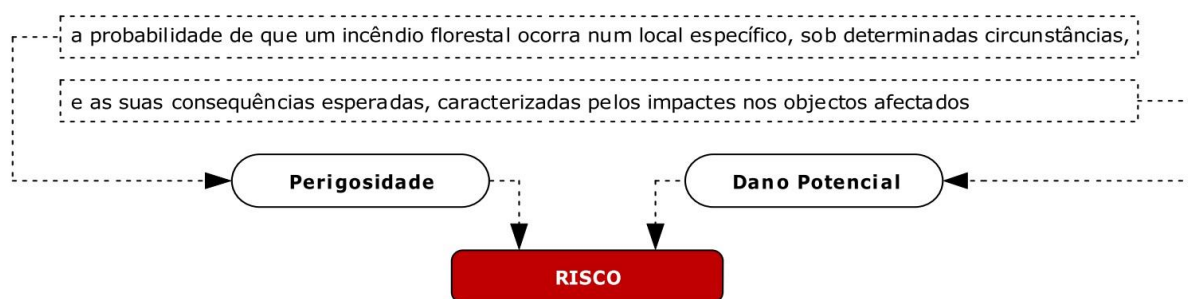 a probabilidade de que um incêndio florestal ocorra num local específico, sob determinadas circunstâncias,
e as suas consequências esperadas, caracterizadas pelos impactes nos objectos afectados
Perigosidade
Dano Potencial
RISCO